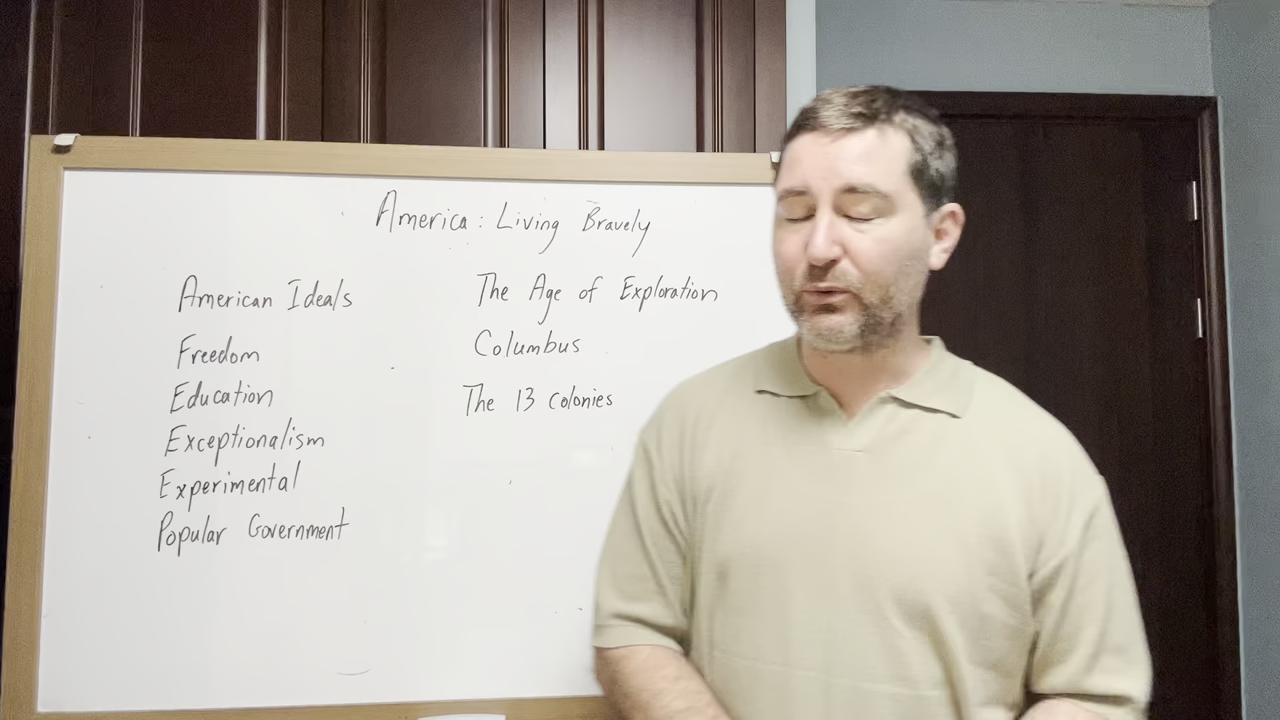 America: Living Bravely
American Ideals
Freedom
Education
Exceptionalism
Experimental
Popular Government
The Age of Exploration
Columbus
The 13 colonies